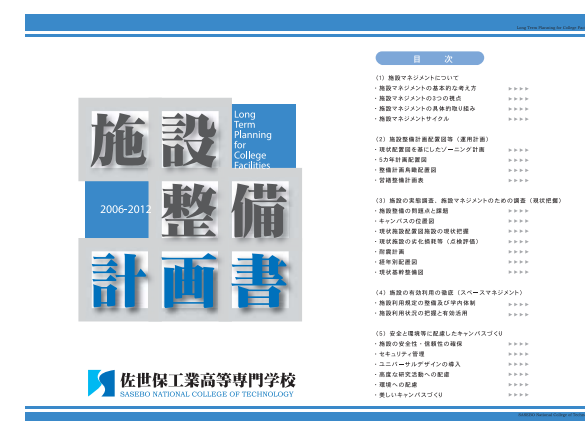 Long Term Planning for College
施設
Long
Term
Planning
for
College
Facilities
2006-2012
整備
計画書
佐世保工業高等専門学校
SASEBO NATIONAL COLLEGE OF TECHNOLOGY
目 次
(1) 施設マネジメントについて
・施設マネジメントの基本的な考え方 ▶▶▶▶
・施設マネジメントの3つの視点 ▶▶▶▶
・施設マネジメントの具体的取り組み ▶▶▶▶
・施設マネジメントサイクル ▶▶▶▶
(2) 施設整備計画配置図等(運用計画)
・現状配置図を基にしたゾーニング計画 ▶▶▶▶
・5カ年計画配置図 ▶▶▶▶
・整備計画鳥瞰配置図 ▶▶▶▶
・営繕整備計画表 ▶▶▶▶
(3) 施設の実態調査、施設マネジメントのための調査(現状把握)
・施設整備の問題点と課題 ▶▶▶▶
・キャンパスの位置図 ▶▶▶▶
・現状施設配置図施設の現状把握 ▶▶▶▶
・現状施設の劣化損耗等(点検評価) ▶▶▶▶
・耐震計画 ▶▶▶▶
・経年別配置図 ▶▶▶▶
・現状基幹整備図 ▶▶▶▶
(4) 施設の有効利用の徹底(スペースマネジメント)
・施設利用規定の整備及び学内体制 ▶▶▶▶
・施設利用状況の把握と有効活用 ▶▶▶▶
(5) 安全と環境等に配慮したキャンパスづくり
・施設の安全性・信頼性の確保 ▶▶▶▶
・セキュリティ管理 ▶▶▶▶
・ユニバーサルデザインの導入 ▶▶▶▶
・高度な研究活動への配慮 ▶▶▶▶
・環境への配慮 ▶▶▶▶
・美しいキャンパスづくり ▶▶▶▶
SASEBO National College of